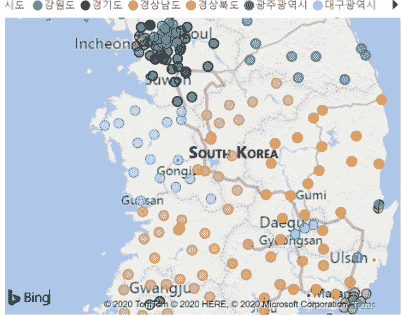 시도 강원도 경기도 경상남도 경상북도 광주광역시 대구광역시
Incheon
Suwon
SOUTH KOREA
Gongju
Gunsan
Gumi
Daegu
Gyeongsan
Ulsan
Gwangju
Bing
© 2020 TomTom © 2020 HERE, © 2020 Microsoft Corporation Terms